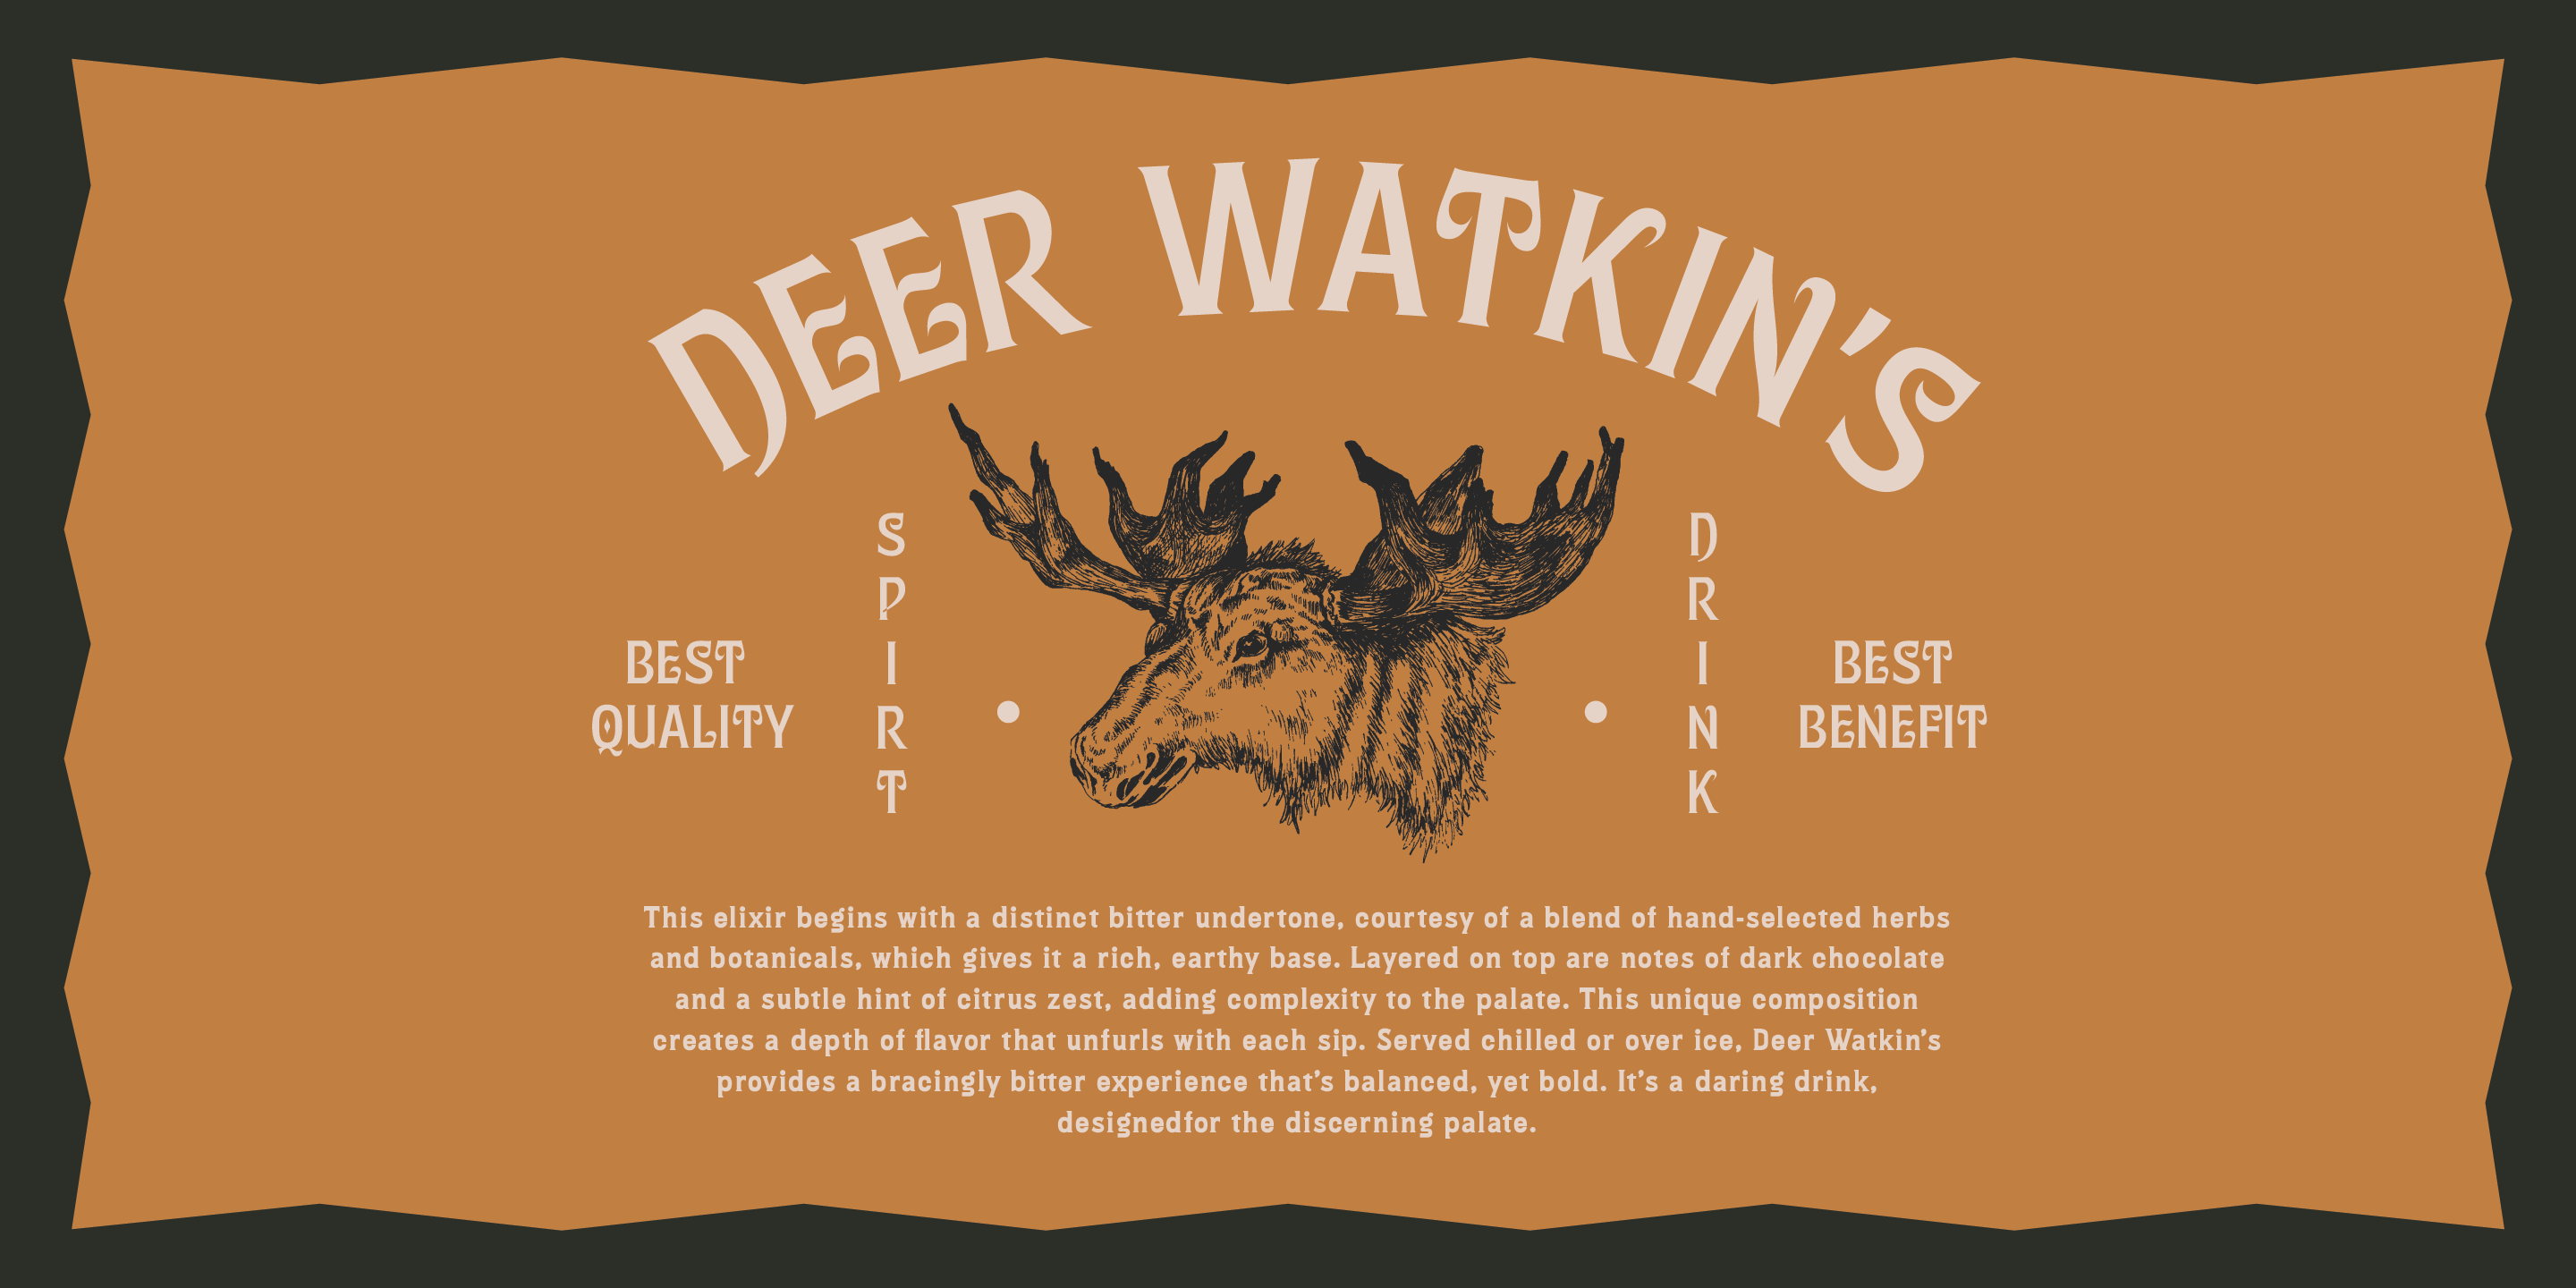 DEER WATKIN'S
SPIRT
DRINK
BEST
QUALITY
BEST
BENEFIT
This elixir begins with a distinct bitter undertone, courtesy of a blend of hand-selected herbs
and botanicals, which gives it a rich, earthy base. Layered on top are notes of dark chocolate
and a subtle hint of citrus zest, adding complexity to the palate. This unique composition
creates a depth of flavor that unfurls with each sip. Served chilled or over ice, Deer Watkin's
provides a bracingly bitter experience that's balanced, yet bold. It's a daring drink,
designedfor the discerning palate.